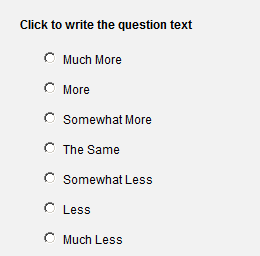 Click to write the question text
Much More
More
Somewhat More
The Same
Somewhat Less
Less
Much Less